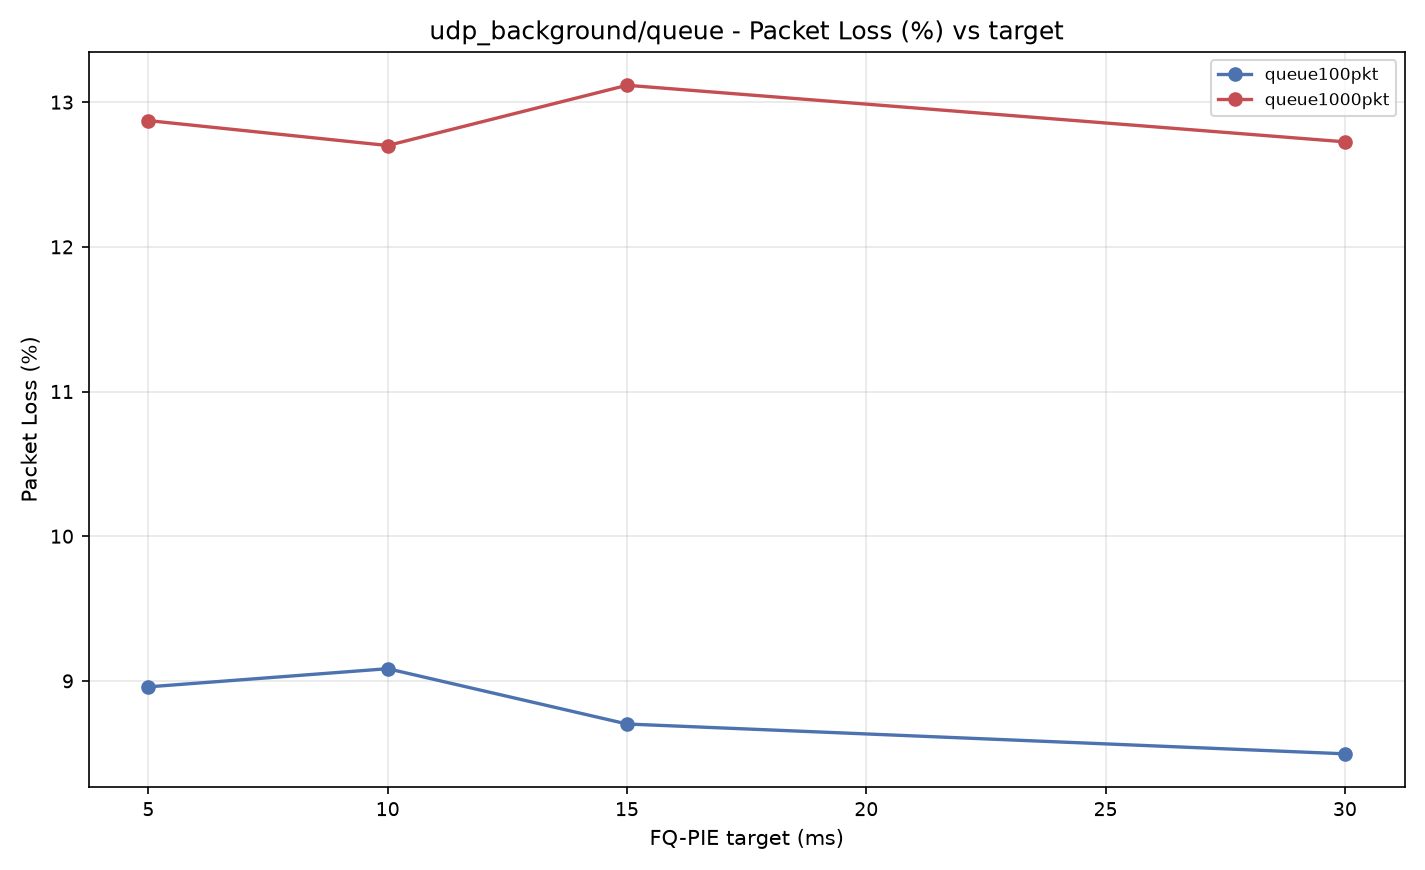 udp_background/queue - Packet Loss (%) vs target
queue100pkt
queue1000pkt
Packet Loss (%)
13
12
11
10
9
5 10 15 20 25 30
FQ-PIE target (ms)